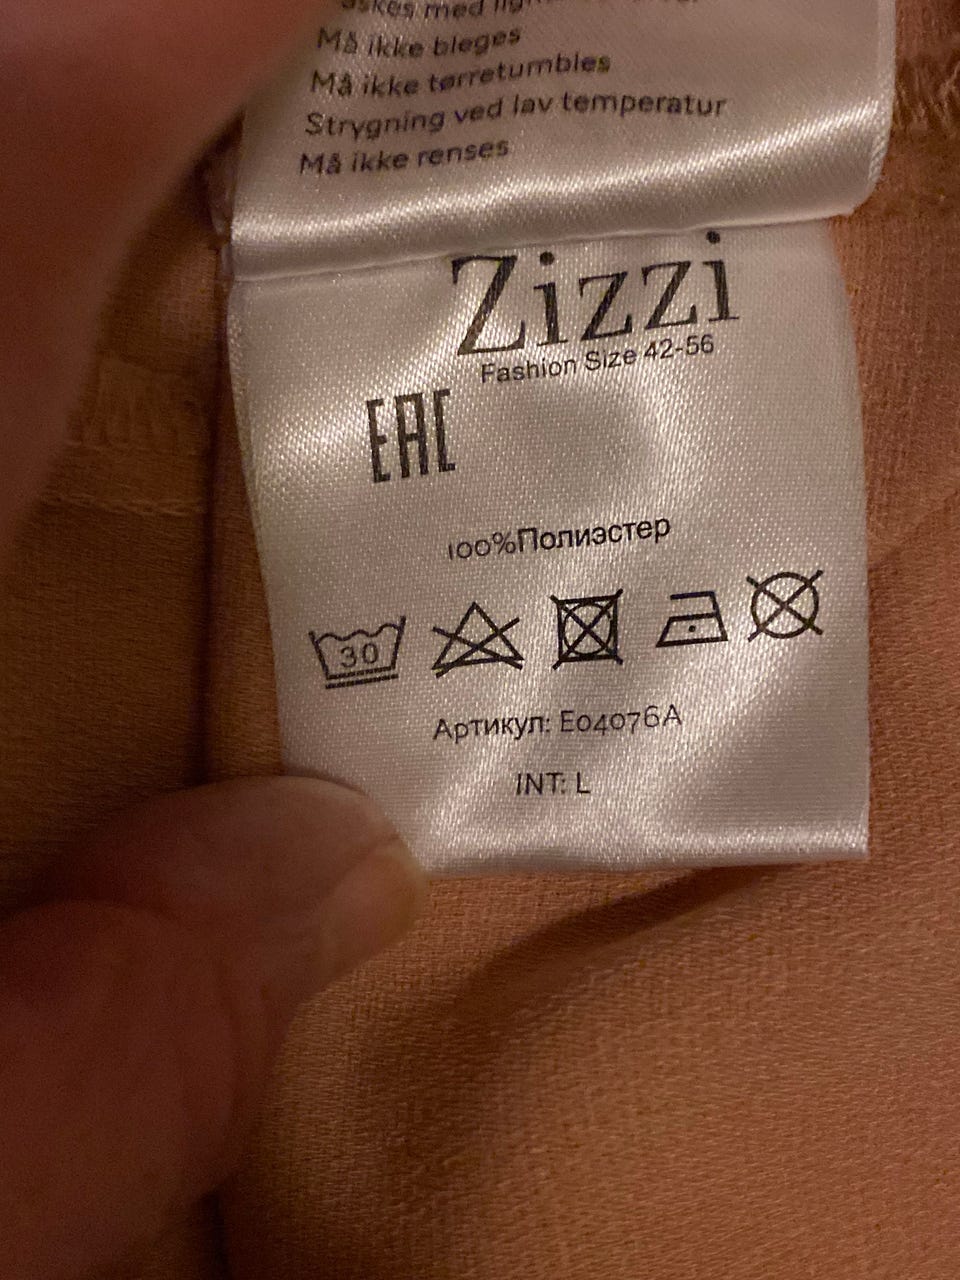 med
Må ikke bleges
Må ikke tørretumbles
Strygning ved lav temperatur
Må ikke renses
Zizzi
Fashion Size 42-56
EAC
100%Полиэстер
30
Артикул: E04076A
INT: L